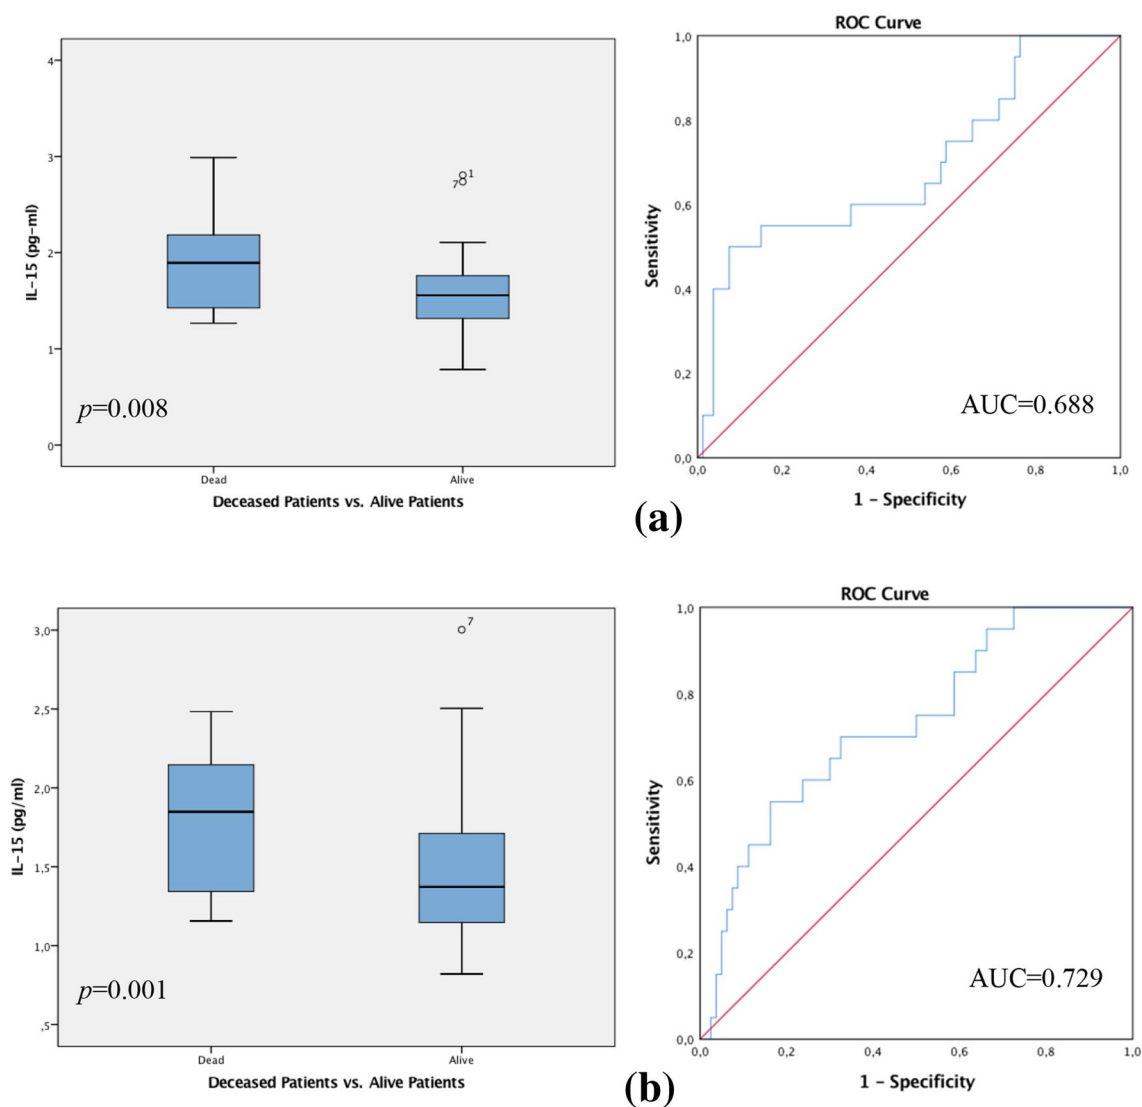 4
3
2
1
0
IL-15 (pg-ml)
1
7
p=0.008
Dead
Alive
Deceased Patients vs. Alive Patients
ROC Curve
1,0
0,8
0,6
0,4
0,2
0,0
Sensitivity
AUC=0.688
0,0 0,2 0,4 0,6 0,8 1,0
1 - Specificity
(a)
3,0
2,5
2,0
1,5
1,0
,5
IL-15 (pg/ml)
7
p=0.001
Dead
Alive
Deceased Patients vs. Alive Patients
ROC Curve
1,0
0,8
0,6
0,4
0,2
0,0
Sensitivity
AUC=0.729
0,0 0,2 0,4 0,6 0,8 1,0
1 - Specificity
(b)